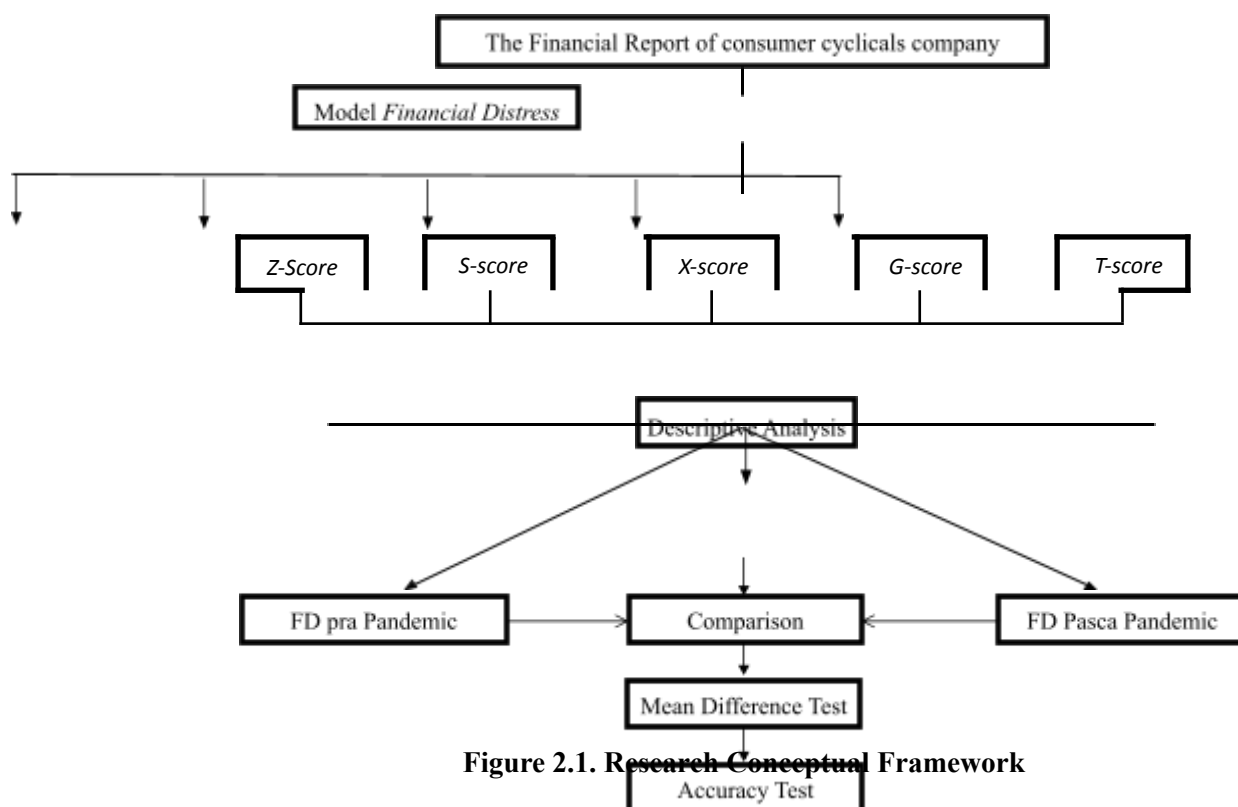 The Financial Report of consumer cyclicals company
Model Financial Distress
Z-Score
S-score
X-score
G-score
T-score
Descriptive Analysis
FD pra Pandemic
Comparison
FD Pasca Pandemic
Mean Difference Test
Figure 2.1. Research Conceptual Framework
Accuracy Test